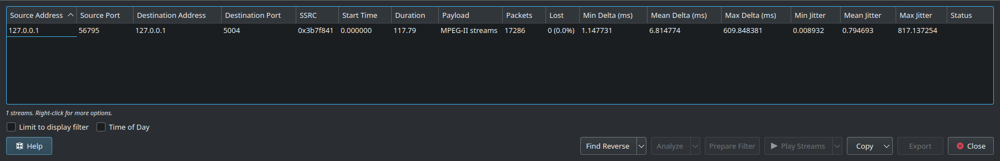 Source Address Source Port Destination Address Destination Port SSRC Start Time Duration Payload Packets Lost Min Delta (ms) Mean Delta (ms) Max Delta (ms) Min Jitter Mean Jitter Max Jitter Status
127.0.0.1 56795 127.0.0.1 5004 0x3b7f841 0.000000 117.79 MPEG-II streams 17286 0 (0.0%) 1.147731 6.814774 609.848381 0.008932 0.794693 817.137254
1 streams. Right-click for more options.
Limit to display filter Time of Day
Help Find Reverse Analyze Prepare Filter Play Streams Copy Export Close